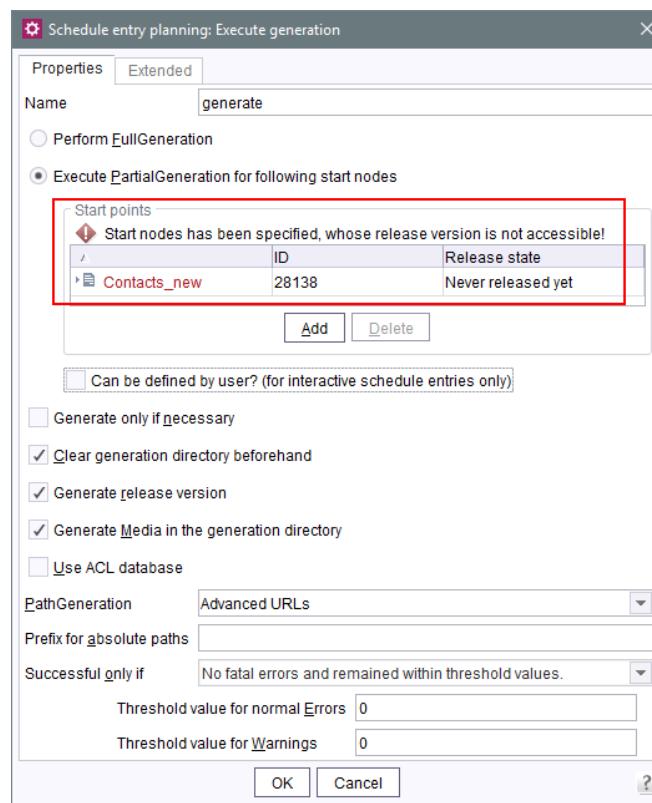 Schedule entry planning: Execute generation
Properties Extended
Name generate
Perform FullGeneration
Execute PartialGeneration for following start nodes
Start points
Start nodes has been specified, whose release version is not accessible!
ID Release state
Contacts_new 28138 Never released yet
Add Delete
Can be defined by user? (for interactive schedule entries only)
Generate only if necessary
Clear generation directory beforehand
Generate release version
Generate Media in the generation directory
Use ACL database
PathGeneration Advanced URLs
Prefix for absolute paths
Successful only if No fatal errors and remained within threshold values.
Threshold value for normal Errors 0
Threshold value for Warnings 0
OK Cancel ?